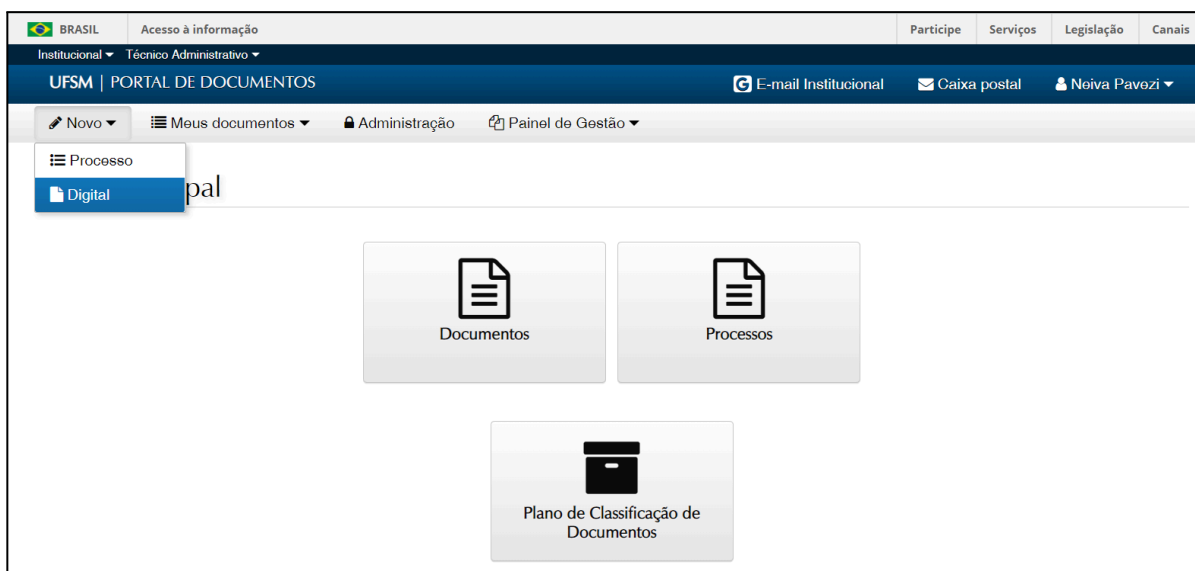 BRASIL Acesso à informação Participe Serviços Legislação Canais
Institucional Técnico Administrativo
UFSM | PORTAL DE DOCUMENTOS E-mail Institucional Caixa postal Neiva Pavezi
Novo Meus documentos Administração Painel de Gestão
Processo
Digital pal
Documentos Processos
Plano de Classificação de
Documentos